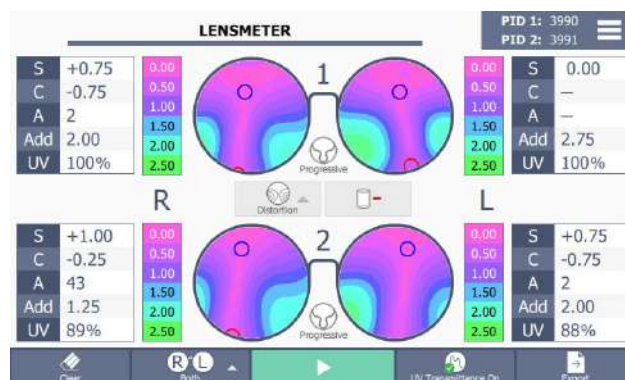 LENSMETER
PID 1: 3990
PID 2: 3991
S +0.75
C -0.75
A 2
Add 2.00
UV 100%
0.00
0.50
1.00
1.50
2.00
2.50
1
Progressive
0.00
0.50
1.00
1.50
2.00
2.50
S 0.00
C –
A –
Add 2.75
UV 100%
R
Distortion
L
S +1.00
C -0.25
A 43
Add 1.25
UV 89%
0.00
0.50
1.00
1.50
2.00
2.50
2
Progressive
0.00
0.50
1.00
1.50
2.00
2.50
S +0.75
C -0.75
A 2
Add 2.00
UV 88%
Clear
R L
Both
UV Transmittance On
Export